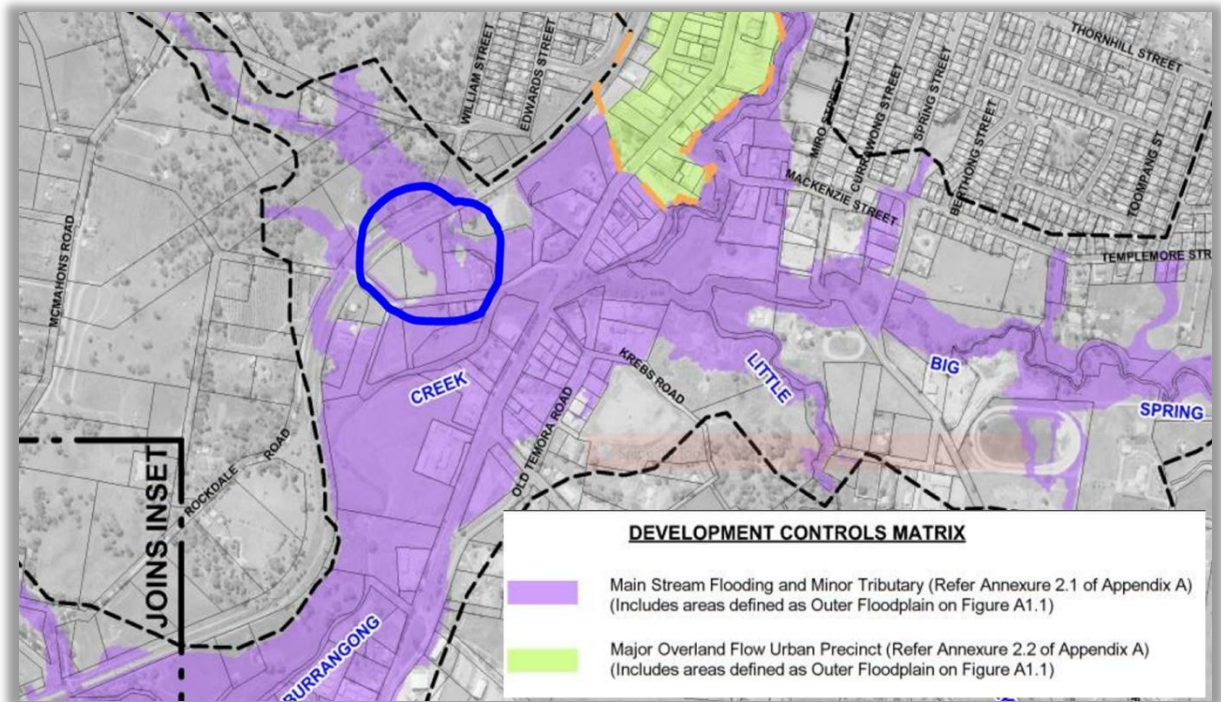 THORNHILL STREET
WILLIAM STREET
EDWARDS STREET
MIRO STREET
CURRAWONG STREET
SPRING STREET
BERTHONG STREET
TOOMPANG ST
MACKENZIE STREET
TEMPLEMORE STR
MCMAHONS ROAD
CREEK
KREBS ROAD
LITTLE
BIG
SPRING
OLD TEMORA ROAD
ROCKDALE ROAD
JOINS INSET
BURRANGONG
DEVELOPMENT CONTROLS MATRIX
Main Stream Flooding and Minor Tributary (Refer Annexure 2.1 of Appendix A)
(Includes areas defined as Outer Floodplain on Figure A1.1)
Major Overland Flow Urban Precinct (Refer Annexure 2.2 of Appendix A)
(Includes areas defined as Outer Floodplain on Figure A1.1)